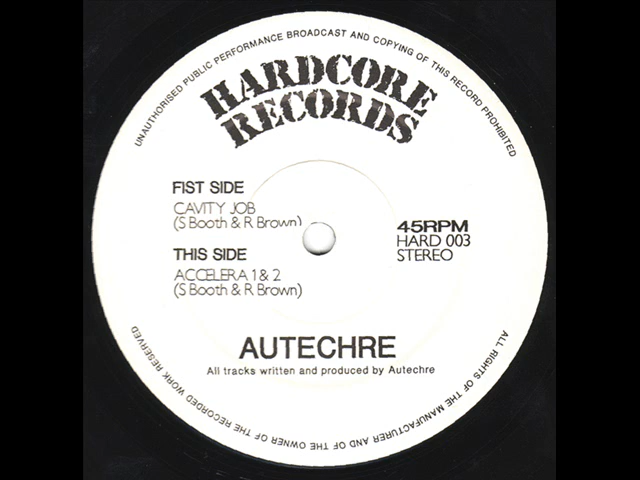 UNAUTHORISED PUBLIC PERFORMANCE BROADCAST AND COPYING OF THIS RECORD PROHIBITED
HARDCORE
RECORDS
FIST SIDE
CAVITY JOB
(S Booth & R Brown)
THIS SIDE
ACCELERA 1 & 2
(S Booth & R Brown)
45RPM
HARD 003
STEREO
AUTECHRE
All tracks written and produced by Autechre
ALL RIGHTS OF THE MANUFACTURER AND OF THE OWNER OF THE RECORDED WORK RESERVED